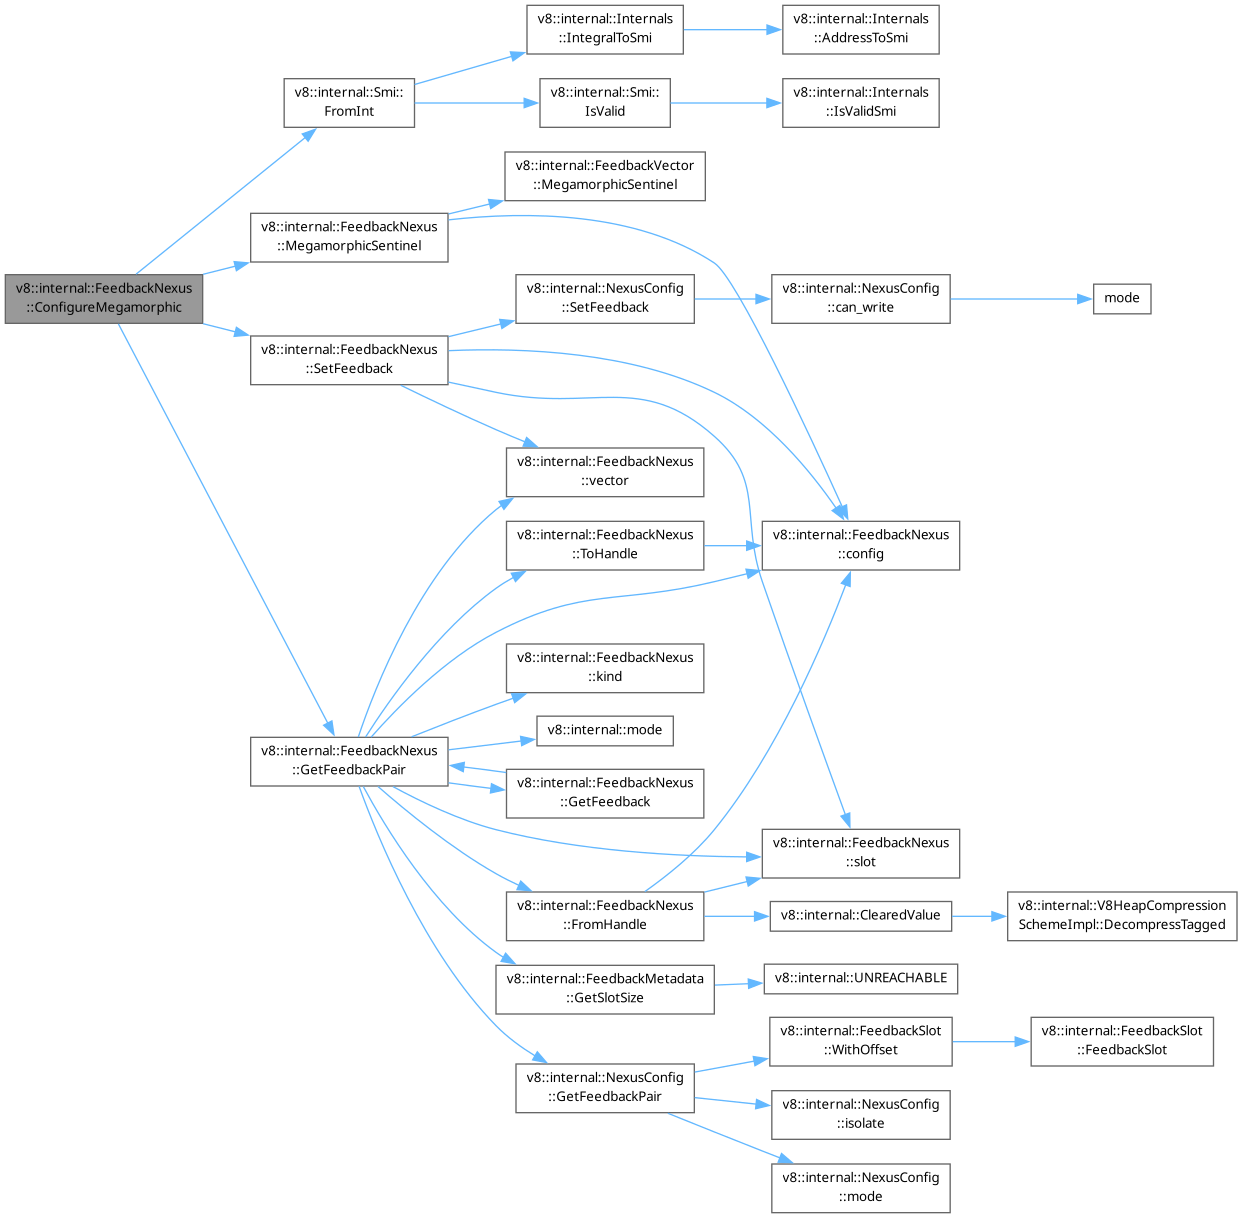 v8::internal::FeedbackNexus
::ConfigureMegamorphic
v8::internal::Smi::
FromInt
v8::internal::Internals
::IntegralToSmi
v8::internal::Internals
::AddressToSmi
v8::internal::Smi::
IsValid
v8::internal::Internals
::IsValidSmi
v8::internal::FeedbackNexus
::MegamorphicSentinel
v8::internal::FeedbackVector
::MegamorphicSentinel
v8::internal::FeedbackNexus
::SetFeedback
v8::internal::NexusConfig
::SetFeedback
v8::internal::NexusConfig
::can_write
mode
v8::internal::FeedbackNexus
::vector
v8::internal::FeedbackNexus
::ToHandle
v8::internal::FeedbackNexus
::config
v8::internal::FeedbackNexus
::kind
v8::internal::mode
v8::internal::FeedbackNexus
::GetFeedbackPair
v8::internal::FeedbackNexus
::GetFeedback
v8::internal::FeedbackNexus
::slot
v8::internal::FeedbackNexus
::FromHandle
v8::internal::ClearedValue
v8::internal::V8HeapCompression
SchemeImpl::DecompressTagged
v8::internal::FeedbackMetadata
::GetSlotSize
v8::internal::UNREACHABLE
v8::internal::NexusConfig
::GetFeedbackPair
v8::internal::FeedbackSlot
::WithOffset
v8::internal::FeedbackSlot
::FeedbackSlot
v8::internal::NexusConfig
::isolate
v8::internal::NexusConfig
::mode